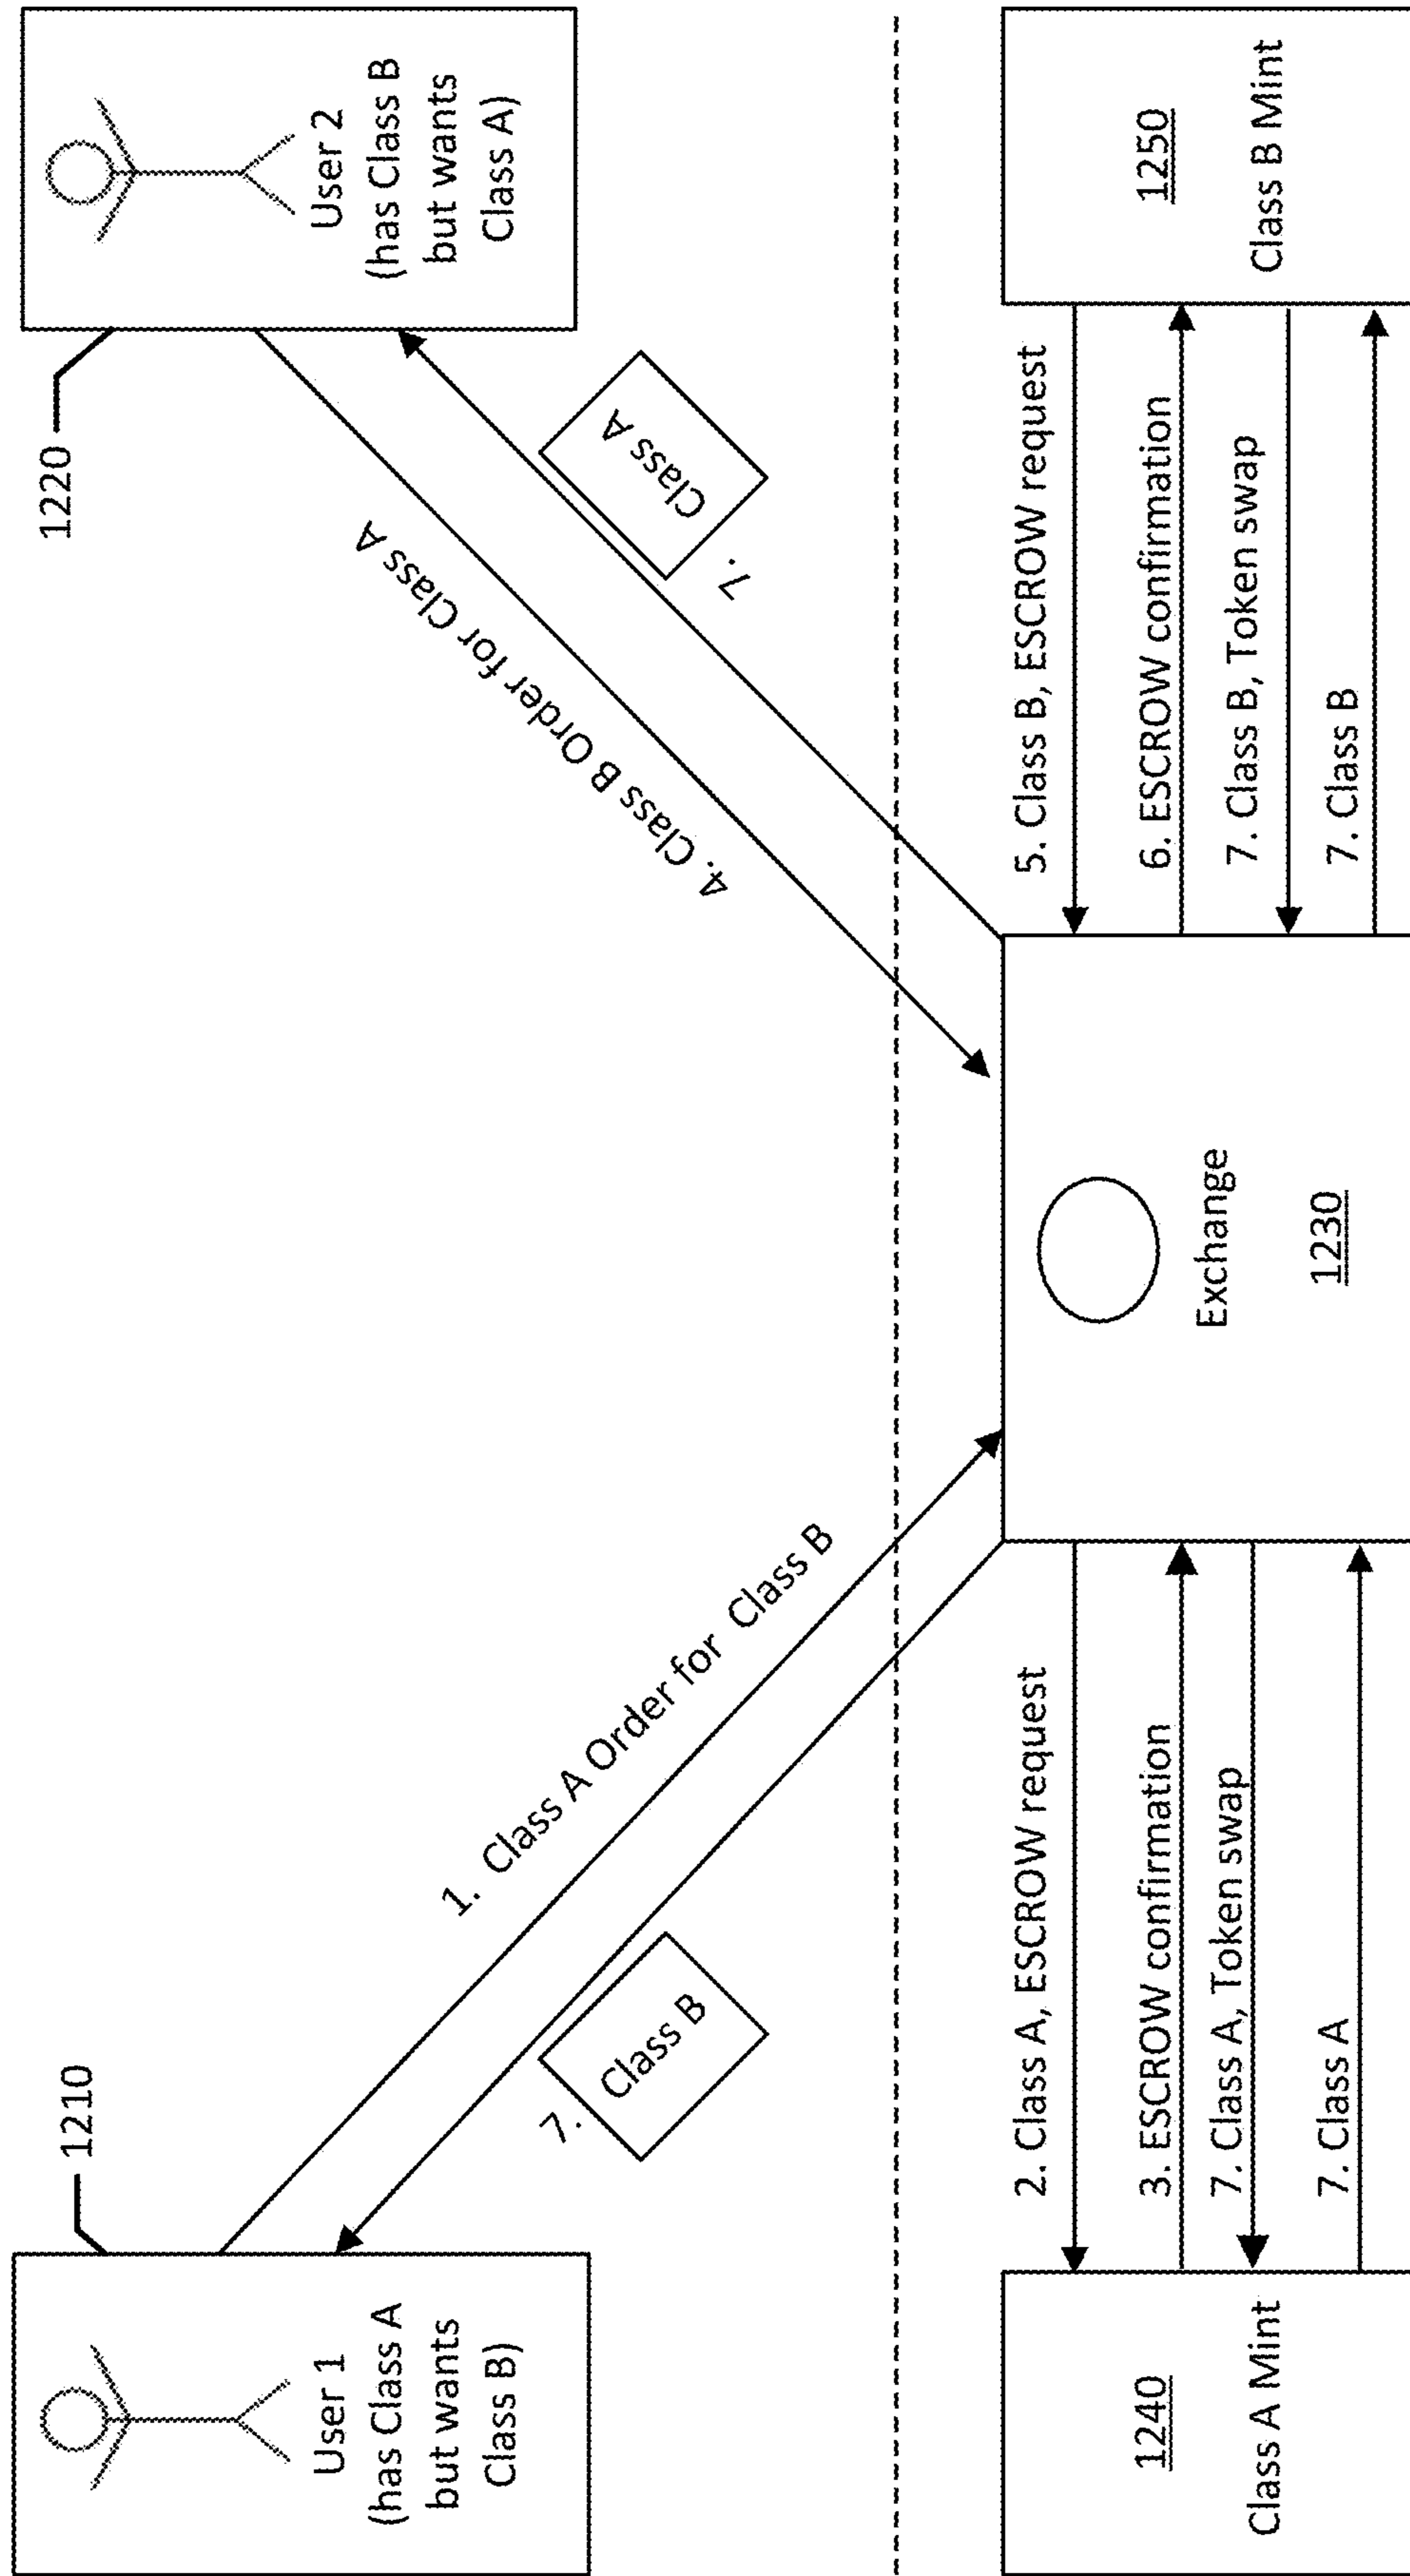 1210
User 1
(has Class A
but wants
Class B)
1220
User 2
(has Class B
but wants
Class A)
1. Class A Order for Class B
7.
Class B
4. Class B Order for Class A
7.
Class A
1240
Class A Mint
2. Class A, ESCROW request
3. ESCROW confirmation
7. Class A, Token swap
7. Class A
Exchange
1230
5. Class B, ESCROW request
6. ESCROW confirmation
7. Class B, Token swap
7. Class B
1250
Class B Mint